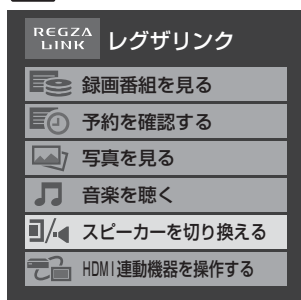 REGZA
LINK
レグザリンク
録画番組を見る
予約を確認する
写真を見る
音楽を聴く
スピーカーを切り換える
HDMI連動機器を操作する